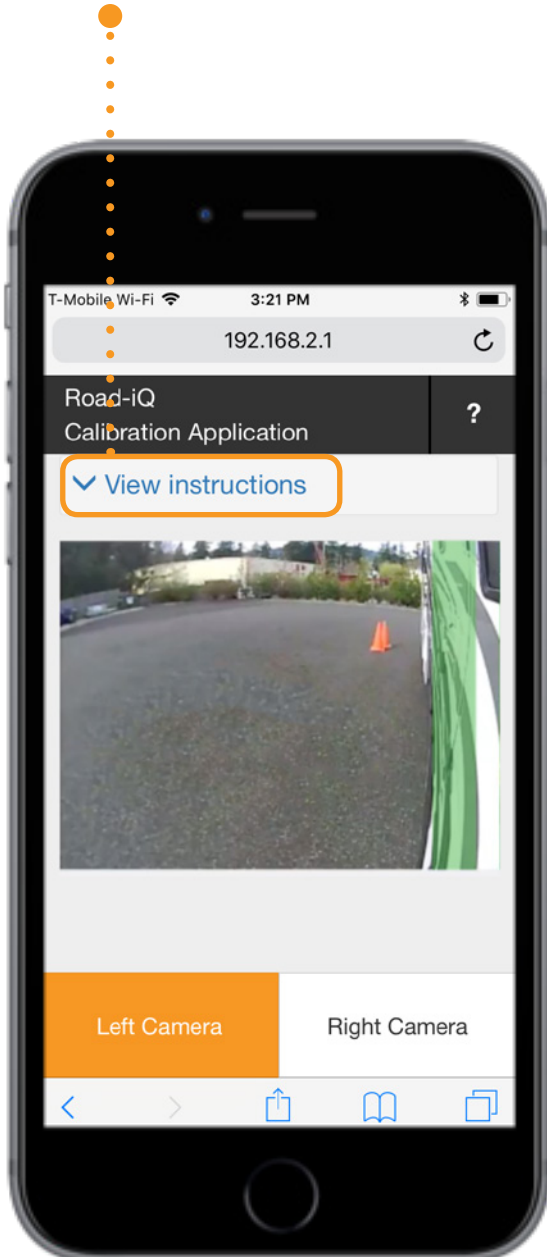 T-Mobile Wi-Fi 3:21 PM
192.168.2.1
Road-iQ
Calibration Application
?
View instructions
Left Camera
Right Camera